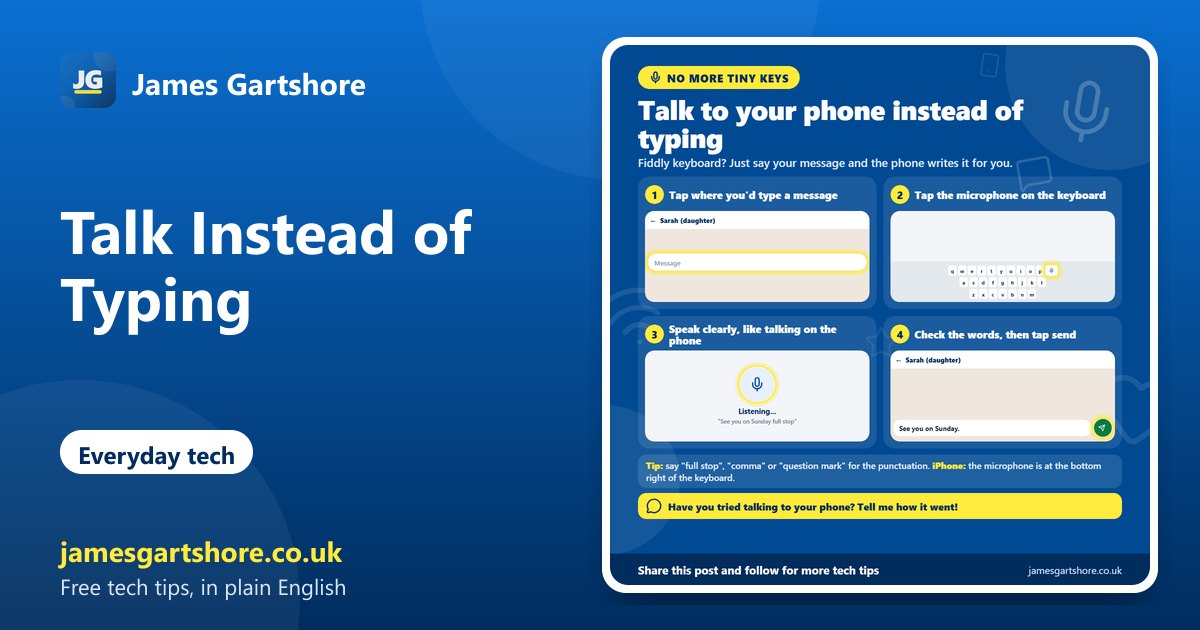 JG
James Gartshore
Talk Instead of
Typing
Everyday tech
jamesgartshore.co.uk
Free tech tips, in plain English
NO MORE TINY KEYS
Talk to your phone instead of
typing
Fiddly keyboard? Just say your message and the phone writes it for you.
1 Tap where you'd type a message
← Sarah (daughter)
Message
2 Tap the microphone on the keyboard
q w e r t y u i o p
a s d f g h j k l
z x c v b n m
3 Speak clearly, like talking on the
phone
Listening...
"See you on Sunday full stop"
4 Check the words, then tap send
← Sarah (daughter)
See you on Sunday.
Tip: say "full stop", "comma" or "question mark" for the punctuation. iPhone: the microphone is at the bottom
right of the keyboard.
Have you tried talking to your phone? Tell me how it went!
Share this post and follow for more tech tips
jamesgartshore.co.uk